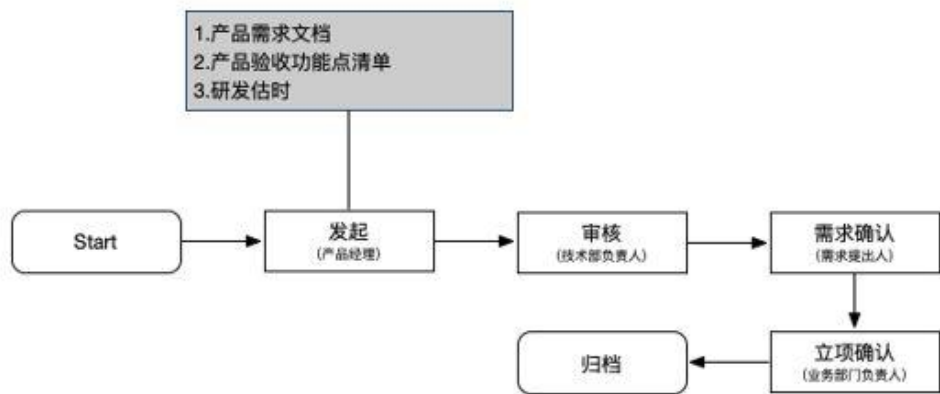 1.产品需求文档
2.产品验收功能点清单
3.研发估时
Start
发起
(产品经理)
审核
(技术部负责人)
需求确认
(需求提出人)
立项确认
(业务部门负责人)
归档